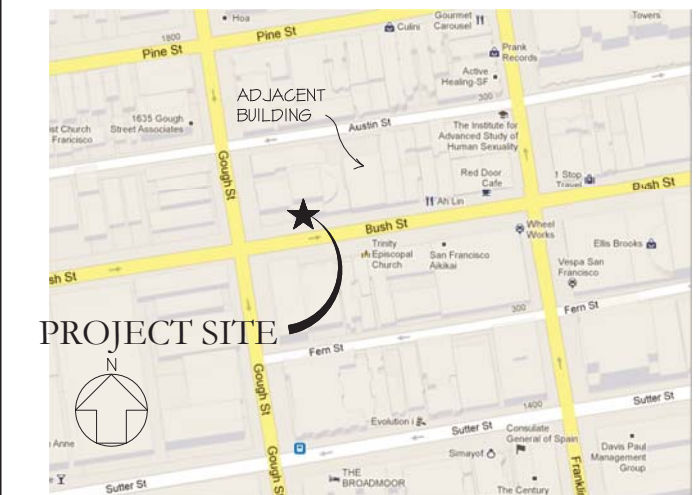 Hoa
Gourmet
Carousel
Towers
1800
Pine St
Pine St
Culini
Prank
Records
Active
Healing-SF
300
ADJACENT
BUILDING
1635 Gough
Street Associates
st Church
Francisco
Austin St
The Institute for
Advanced Study of
Human Sexuality
Gough St
Red Door
Cafe
1 Stop
Travel
Bush St
Ah Lin
Bush St
Wheel
Works
Ellis Brooks
Trinity
Episcopal
Church
San Francisco
Aikikai
Vespa San
Francisco
sh St
300
Fern St
PROJECT SITE
Fern St
N
Gough St
1400
Sutter St
Evolution i
Sutter St
Consulate
General of Spain
Simayof
Davis Paul
Management
Group
Anne
Gough S
THE
BROADMOOR
Sutter St
The Century
Franklin